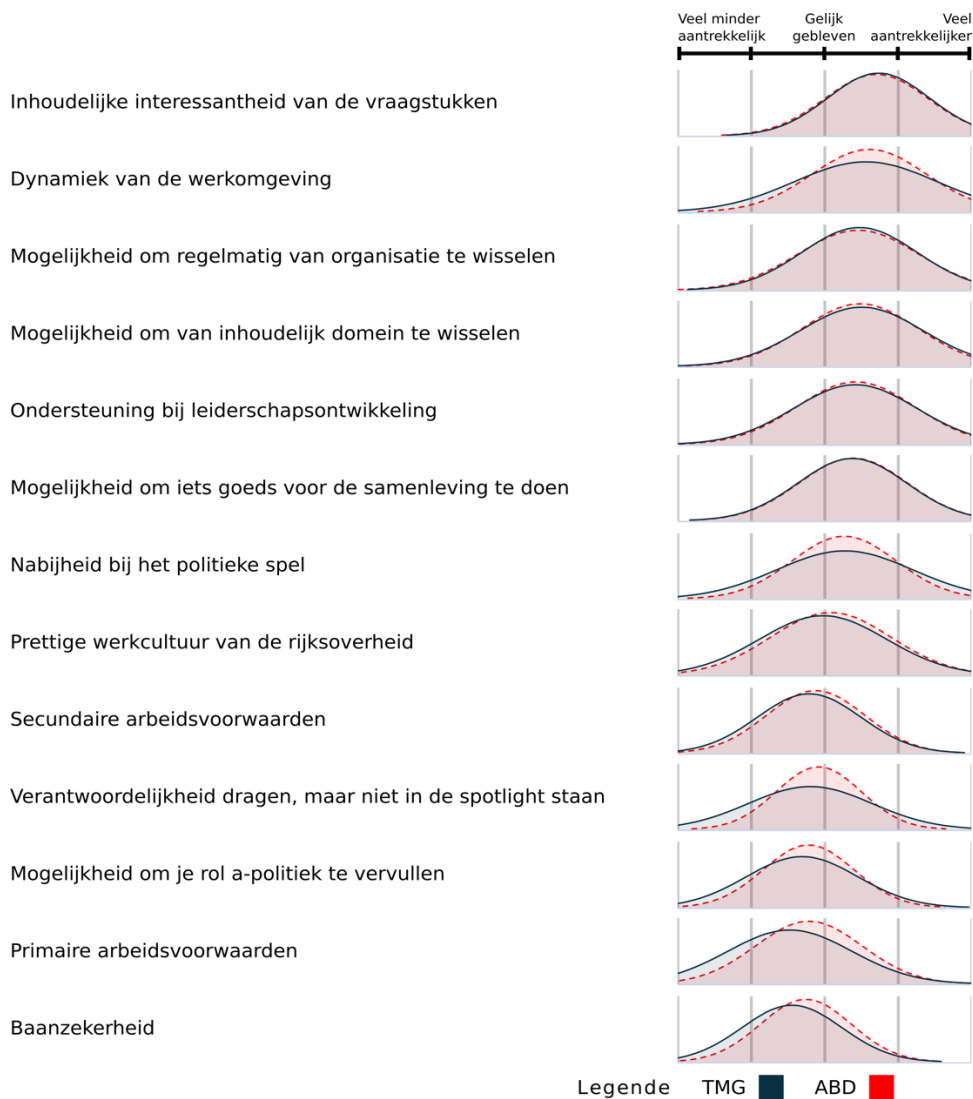 Veel minder aantrekkelijk
Gelijk gebleven
Veel aantrekkelijker
Inhoudelijke interessantheid van de vraagstukken
Dynamiek van de werkomgeving
Mogelijkheid om regelmatig van organisatie te wisselen
Mogelijkheid om van inhoudelijk domein te wisselen
Ondersteuning bij leiderschapsontwikkeling
Mogelijkheid om iets goeds voor de samenleving te doen
Nabijheid bij het politieke spel
Prettige werkcultuur van de rijksoverheid
Secundaire arbeidsvoorwaarden
Verantwoordelijkheid dragen, maar niet in de spotlight staan
Mogelijkheid om je rol a-politiek te vervullen
Primaire arbeidsvoorwaarden
Baanzekerheid
Legende TMG ABD